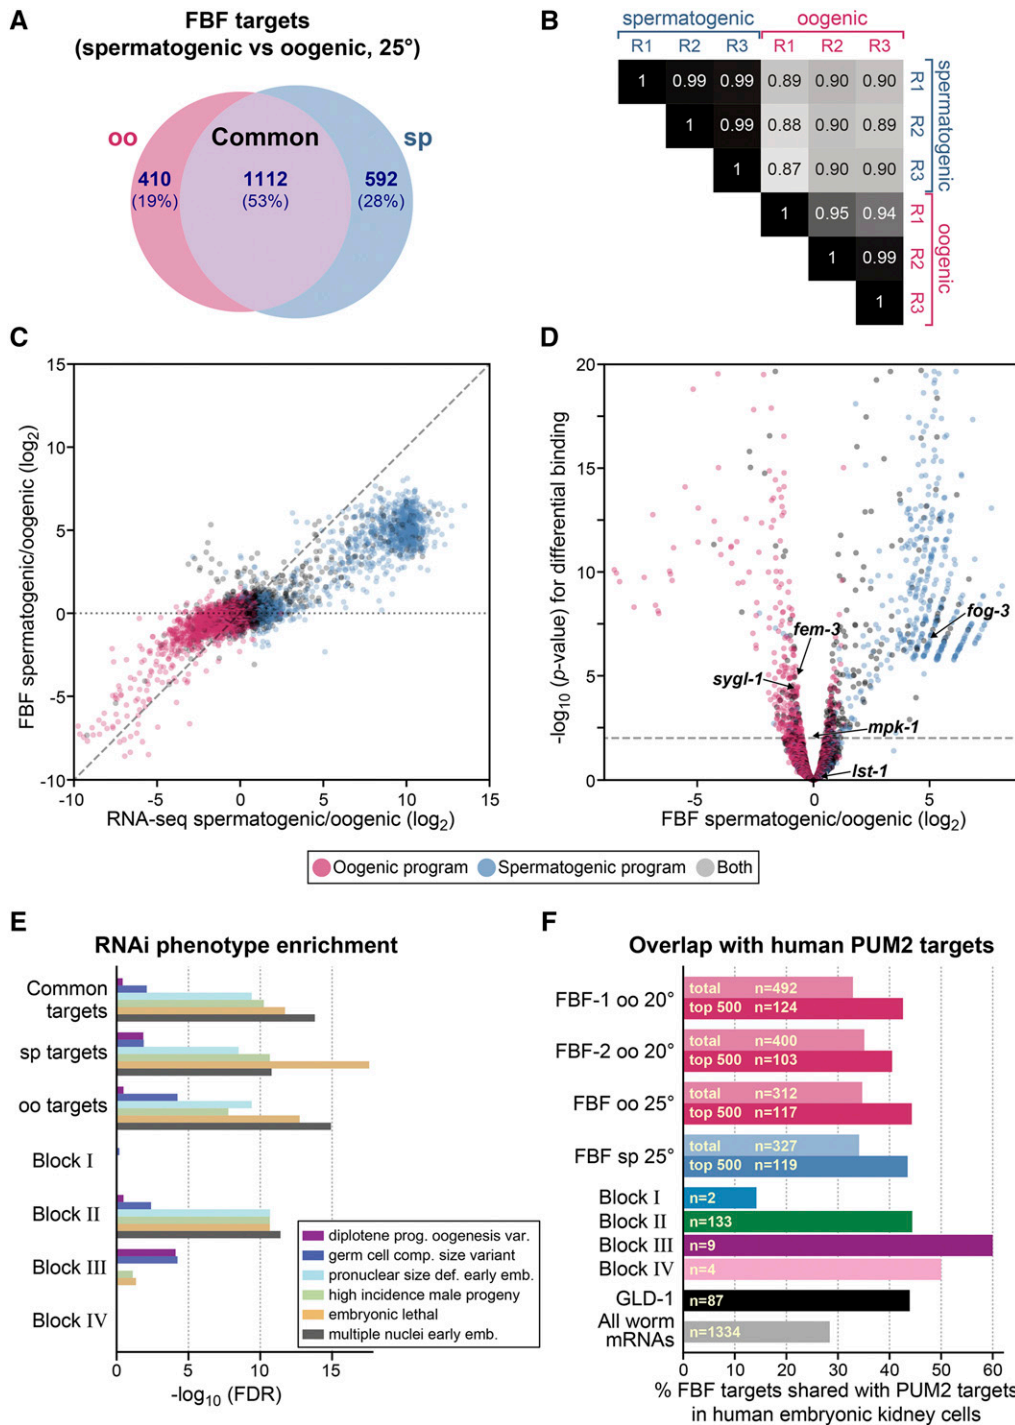 A
FBF targets
(spermatogenic vs oogenic, 25°)
oo
Common
sp
410
(19%)
1112
(53%)
592
(28%)
B
spermatogenic oogenic
R1 R2 R3 R1 R2 R3
1 0.99 0.99 0.89 0.90 0.90 R1
1 0.99 0.88 0.90 0.89 R2
1 0.87 0.90 0.90 R3
spermatogenic
1 0.95 0.94 R1
1 0.99 R2
1 R3
oogenic
C
FBF spermatogenic/oogenic (log2)
15
10
5
0
-5
-10
-10 -5 0 5 10 15
RNA-seq spermatogenic/oogenic (log2)
D
-log10 (p-value) for differential binding
20
15
10
5
0
fog-3
fem-3
sygl-1
mpk-1
lst-1
-5 0 5
FBF spermatogenic/oogenic (log2)
Oogenic program Spermatogenic program Both
E
RNAi phenotype enrichment
Common targets
sp targets
oo targets
Block I
Block II
Block III
Block IV
diplotene prog. oogenesis var.
germ cell comp. size variant
pronuclear size def. early emb.
high incidence male progeny
embryonic lethal
multiple nuclei early emb.
0 5 10 15
-log10 (FDR)
F
Overlap with human PUM2 targets
FBF-1 oo 20°
total n=492
top 500 n=124
FBF-2 oo 20°
total n=400
top 500 n=103
FBF oo 25°
total n=312
top 500 n=117
FBF sp 25°
total n=327
top 500 n=119
Block I n=2
Block II n=133
Block III n=9
Block IV n=4
GLD-1 n=87
All worm mRNAs n=1334
0 10 20 30 40 50 60
% FBF targets shared with PUM2 targets
in human embryonic kidney cells